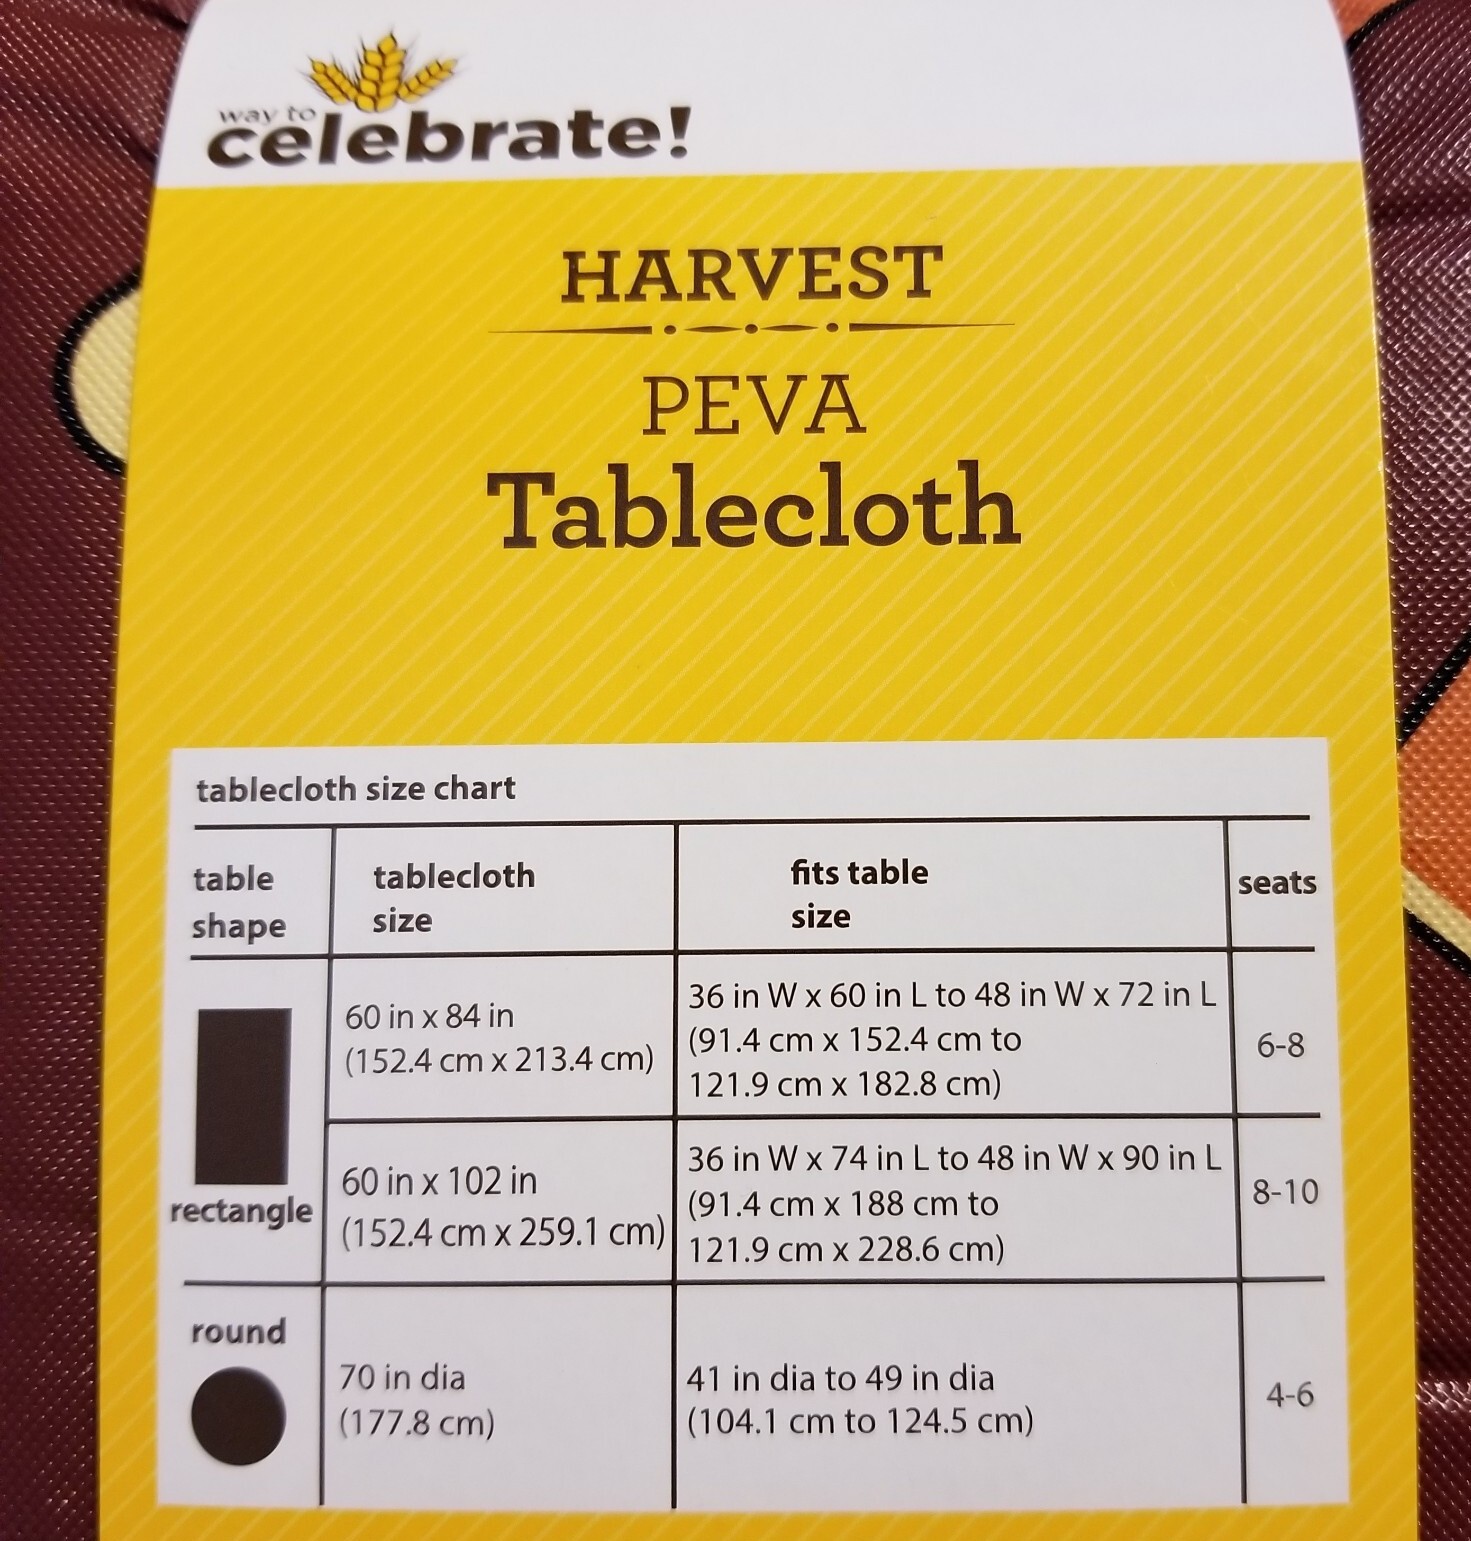 way to
celebrate!
HARVEST
PEVA
Tablecloth
tablecloth size chart
table
shape
tablecloth
size
fits table
size
seats
rectangle
60 in x 84 in
(152.4 cm x 213.4 cm)
36 in W x 60 in L to 48 in W x 72 in L
(91.4 cm x 152.4 cm to
121.9 cm x 182.8 cm)
6-8
60 in x 102 in
(152.4 cm x 259.1 cm)
36 in W x 74 in L to 48 in W x 90 in L
(91.4 cm x 188 cm to
121.9 cm x 228.6 cm)
8-10
round
70 in dia
(177.8 cm)
41 in dia to 49 in dia
(104.1 cm to 124.5 cm)
4-6